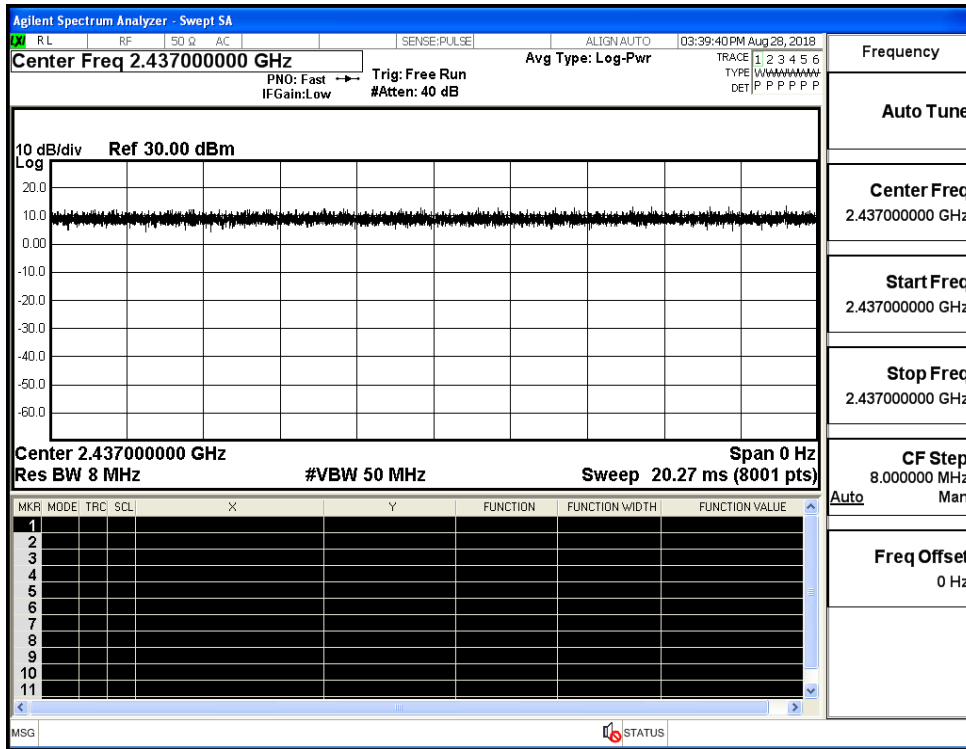 Agilent Spectrum Analyzer - Swept SA
LXI RL RF 50 Ω AC SENSE:PULSE ALIGN AUTO 03:39:40 PM Aug 28, 2018
Center Freq 2.437000000 GHz
PNO: Fast
IFGain:Low
Trig: Free Run
#Atten: 40 dB
Avg Type: Log-Pwr
TRACE 1 2 3 4 5 6
TYPE
DET P P P P P P
10 dB/div Ref 30.00 dBm
Log
20.0
10.0
0.00
-10.0
-20.0
-30.0
-40.0
-50.0
-60.0
Center 2.437000000 GHz Span 0 Hz
Res BW 8 MHz #VBW 50 MHz Sweep 20.27 ms (8001 pts)
MKR MODE TRC SCL X Y FUNCTION FUNCTION WIDTH FUNCTION VALUE
1
2
3
4
5
6
7
8
9
10
11
MSG STATUS
Frequency
Auto Tune
Center Freq
2.437000000 GHz
Start Freq
2.437000000 GHz
Stop Freq
2.437000000 GHz
CF Step
8.000000 MHz
Auto Man
Freq Offset
0 Hz